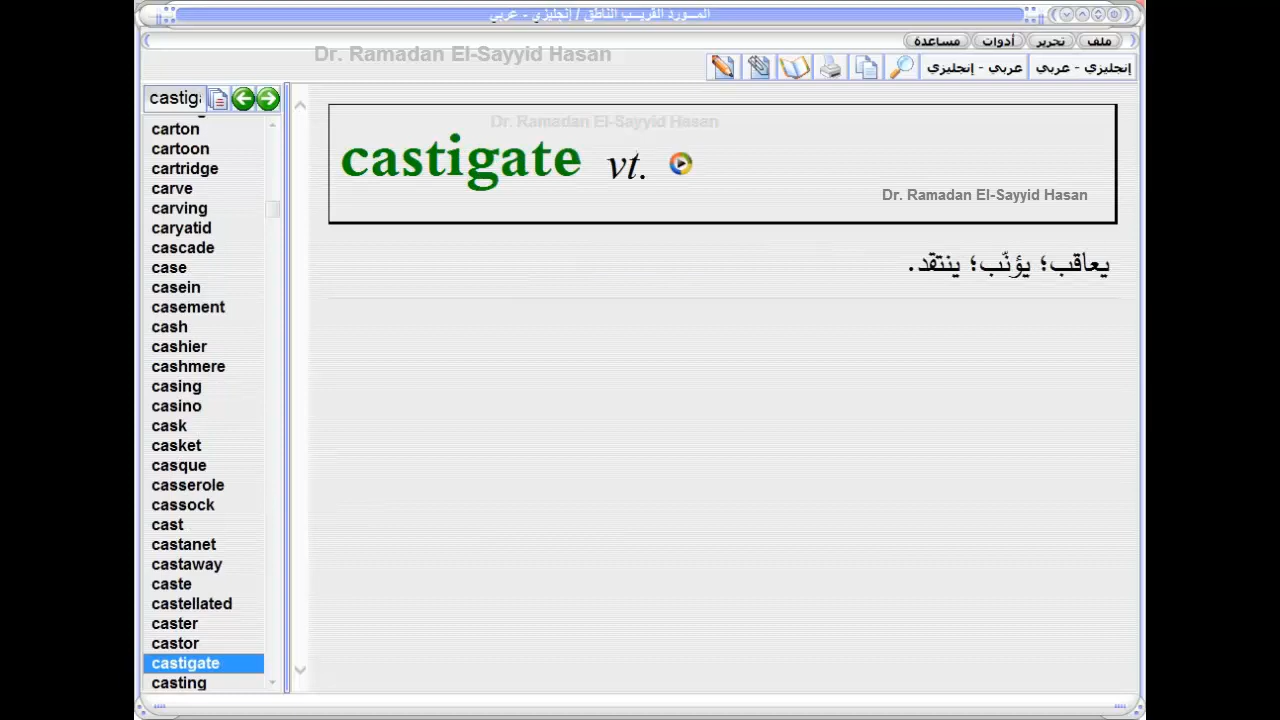 المـــورد القريـــب الناطق / إنجليزي - عربي
ملف
تحرير
أدوات
مساعدة
Dr. Ramadan El-Sayyid Hasan
إنجليزي - عربي
عربي - إنجليزي
castiga
carton
cartoon
cartridge
carve
carving
caryatid
cascade
case
casein
casement
cash
cashier
cashmere
casing
casino
cask
casket
casque
casserole
cassock
cast
castanet
castaway
caste
castellated
caster
castor
castigate
casting
Dr. Ramadan El-Sayyid Hasan
castigate vt.
Dr. Ramadan El-Sayyid Hasan
يعاقب؛ يؤنّب؛ ينتقد.